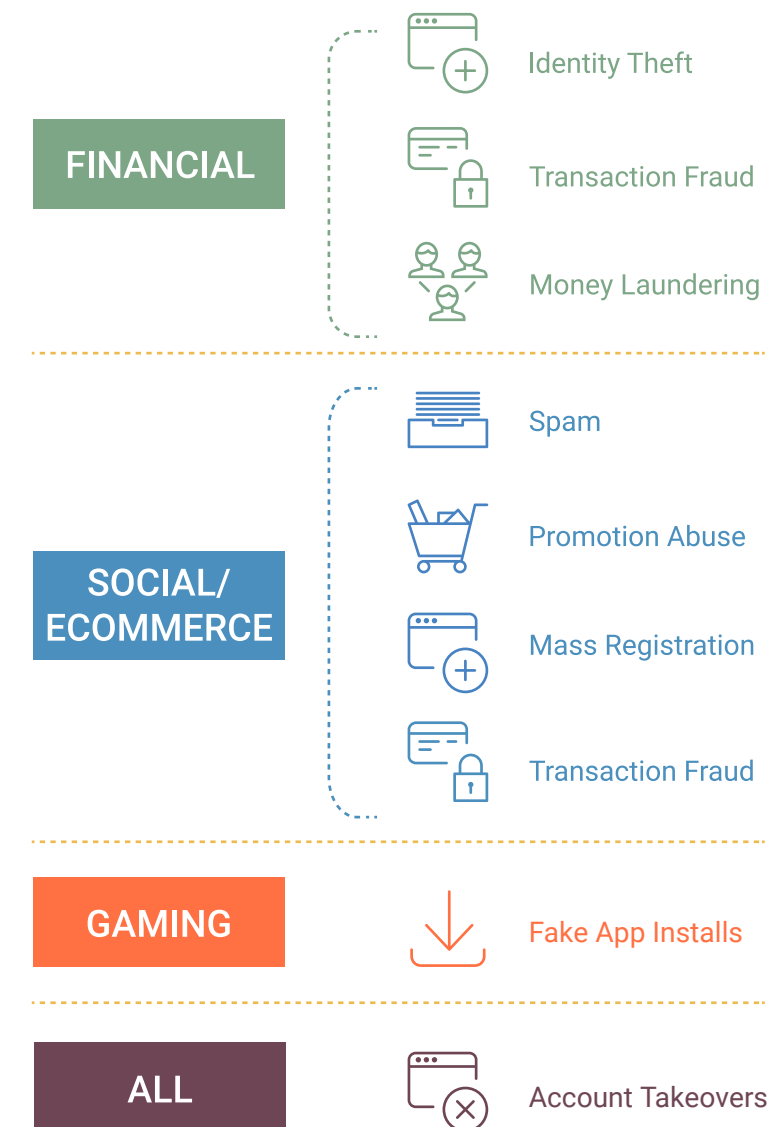 FINANCIAL
Identity Theft
Transaction Fraud
Money Laundering
SOCIAL/
ECOMMERCE
Spam
Promotion Abuse
Mass Registration
Transaction Fraud
GAMING
Fake App Installs
ALL
Account Takeovers